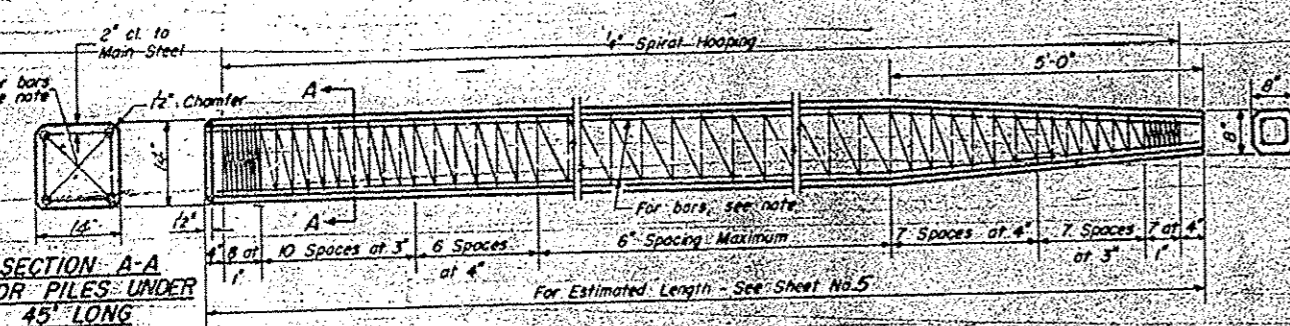 2" cl. to
Main Steel
bars
note
1/2" Chamfer
14"
14"
SECTION A-A
FOR PILES UNDER
45' LONG
1/4" Spiral Hooping
5'-0"
A
A
1/2"
For bars, see note
8"
8"
4"
8 at
1"
10 Spaces at 3"
6 Spaces
at 4"
6" Spacing Maximum
7 Spaces at 4"
7 Spaces
at 3"
7 at
1"
4"
For Estimated Length - See Sheet No. 5